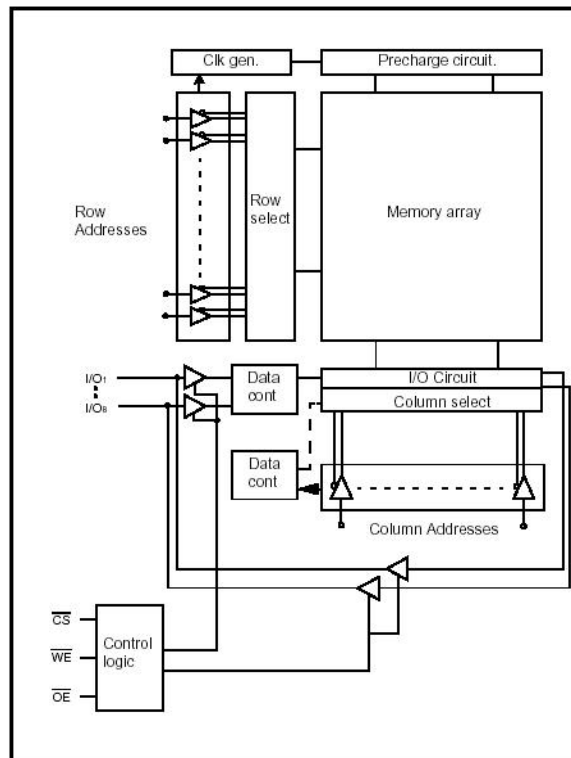 Clk gen.
Precharge circuit.
Row
Addresses
Row
select
Memory array
I/O₁
I/O₈
Data
cont
I/O Circuit
Column select
Data
cont
Column Addresses
CS
WE
OE
Control
logic